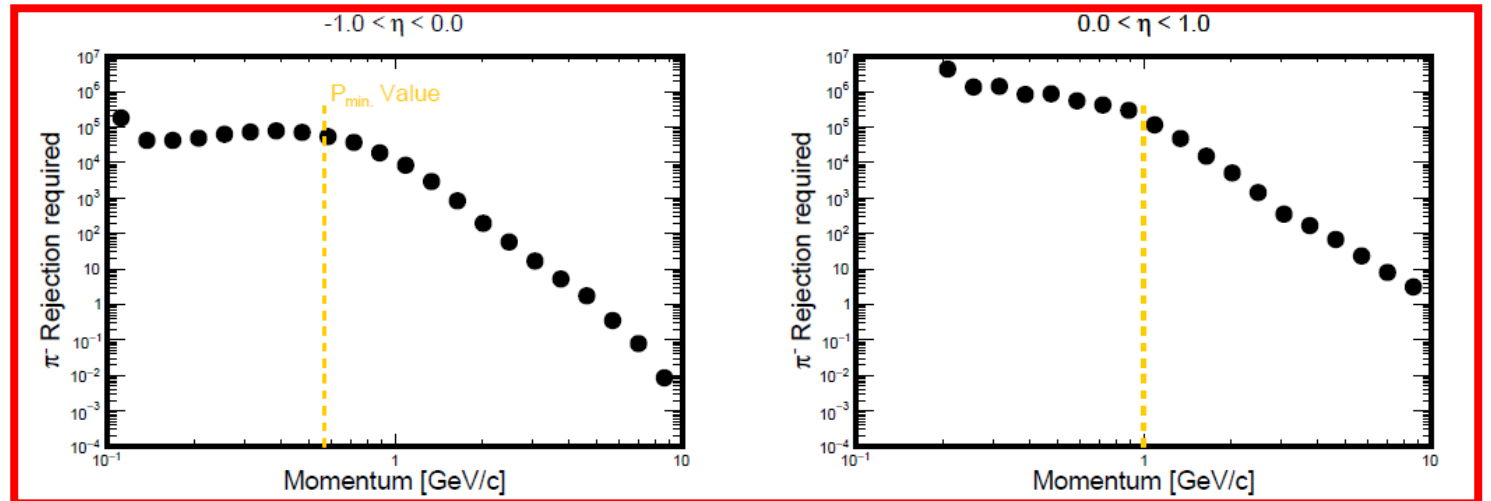 -1.0 < η < 0.0
π⁻ Rejection required
10⁷
10⁶
10⁵
10⁴
10³
10²
10
1
10⁻¹
10⁻²
10⁻³
10⁻⁴
P_min. Value
10⁻¹ 1 10
Momentum [GeV/c]
0.0 < η < 1.0
π⁻ Rejection required
10⁷
10⁶
10⁵
10⁴
10³
10²
10
1
10⁻¹
10⁻²
10⁻³
10⁻⁴
10⁻¹ 1 10
Momentum [GeV/c]